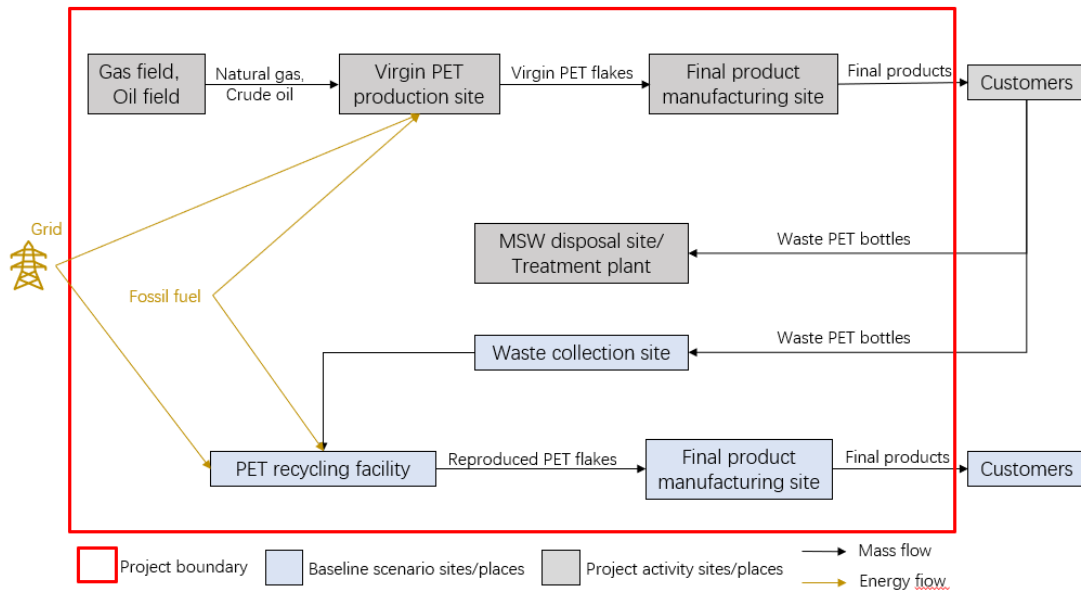 Gas field,
Oil field
Natural gas,
Crude oil
Virgin PET
production site
Virgin PET flakes
Final product
manufacturing site
Final products
Customers
Grid
Fossil fuel
MSW disposal site/
Treatment plant
Waste PET bottles
Waste collection site
Waste PET bottles
PET recycling facility
Reproduced PET flakes
Final product
manufacturing site
Final products
Customers
Project boundary
Baseline scenario sites/places
Project activity sites/places
Mass flow
Energy fiow